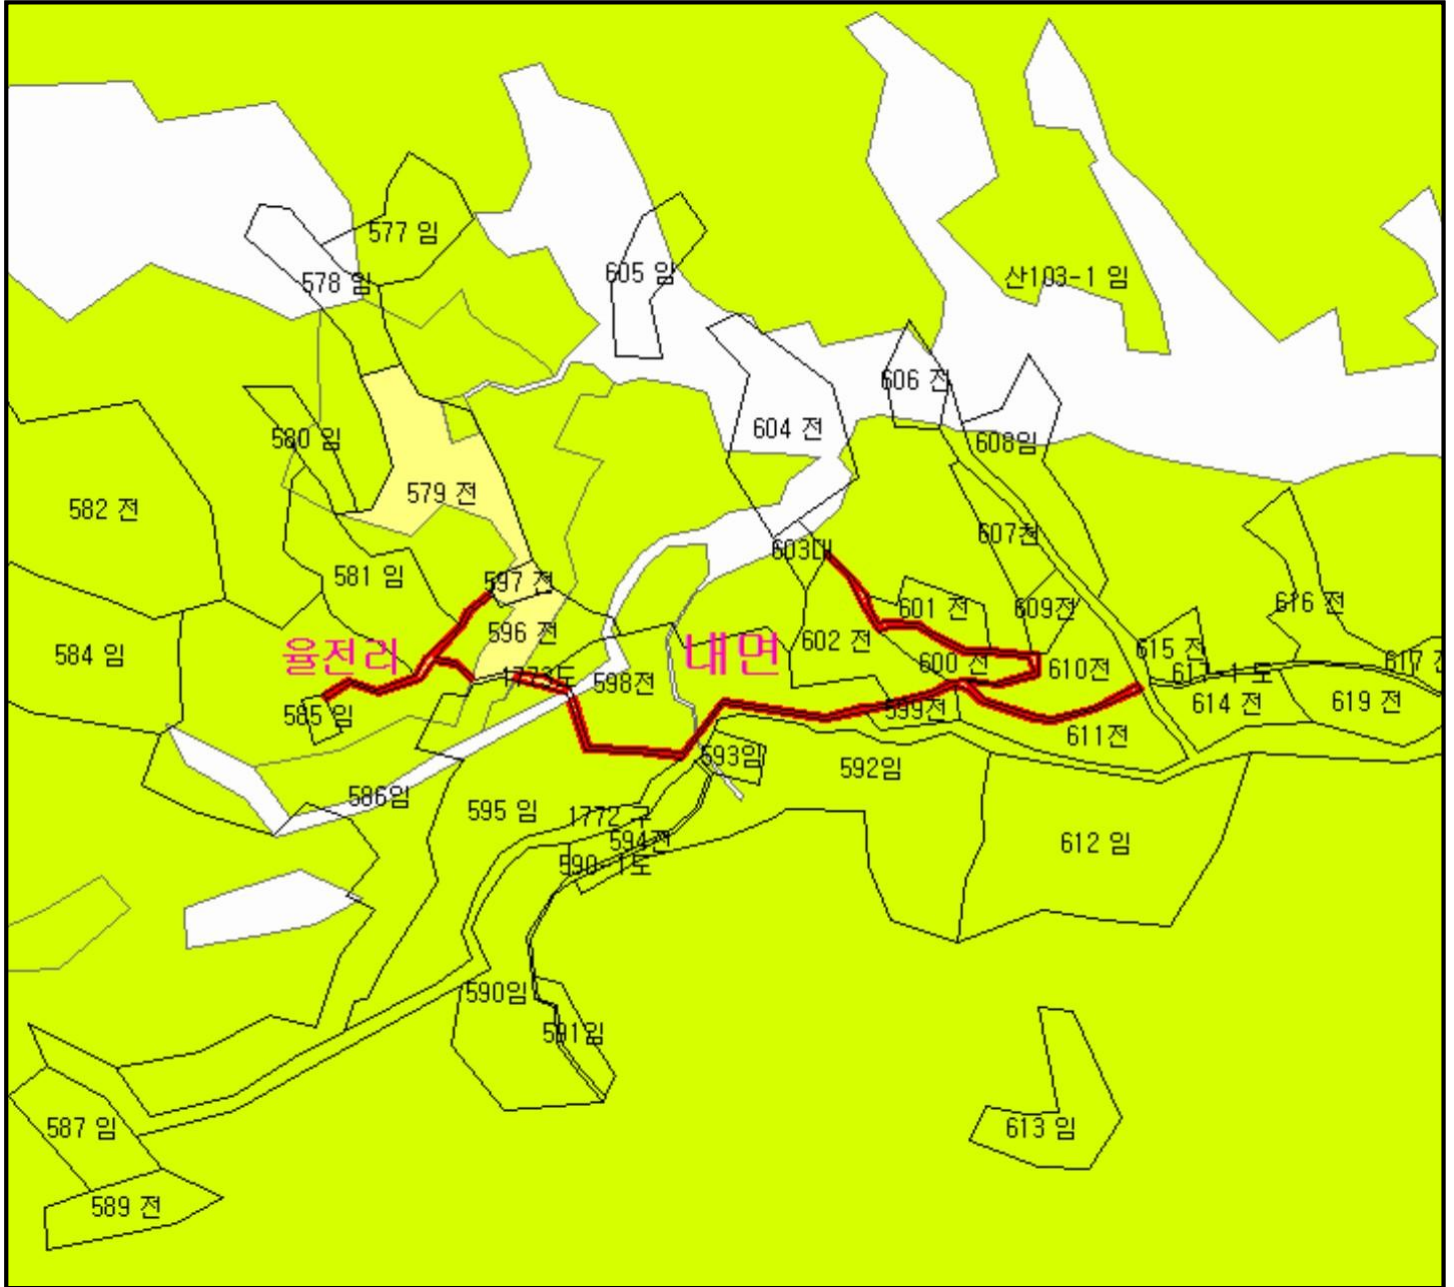 577 임
578 임
605 임
산103-1 임
606 전
604 전
608임
580 임
579 전
582 전
607전
603대
581 임
597 전
601 전
609전
616 전
596 전
602 전
615 전
584 임
율전리
내면
600 전
610전
617 전
1773도
598전
614 전
619 전
585 임
599전
611전
593임
592임
586임
595 임
1772 구
594전
612 임
590-1도
590임
591임
587 임
613 임
589 전